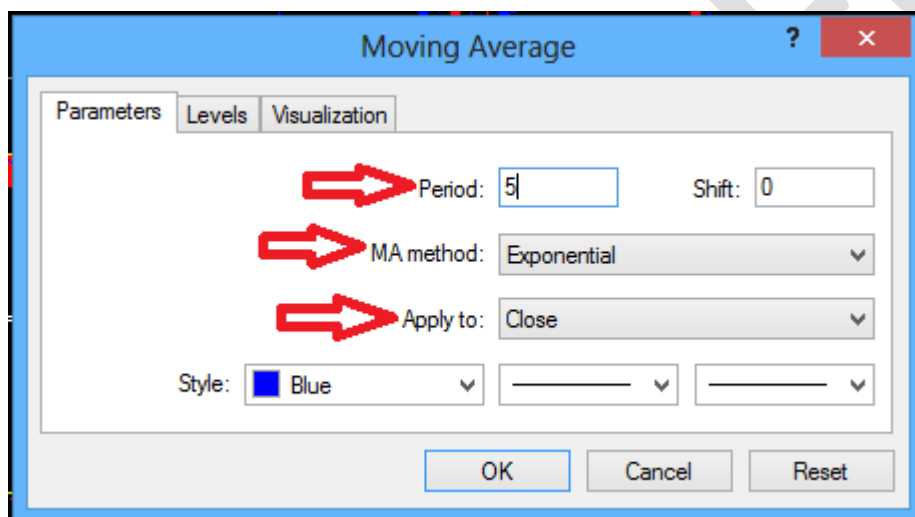 Moving Average ? ×
Parameters Levels Visualization
Period: 5 Shift: 0
MA method: Exponential
Apply to: Close
Style: Blue
OK Cancel Reset